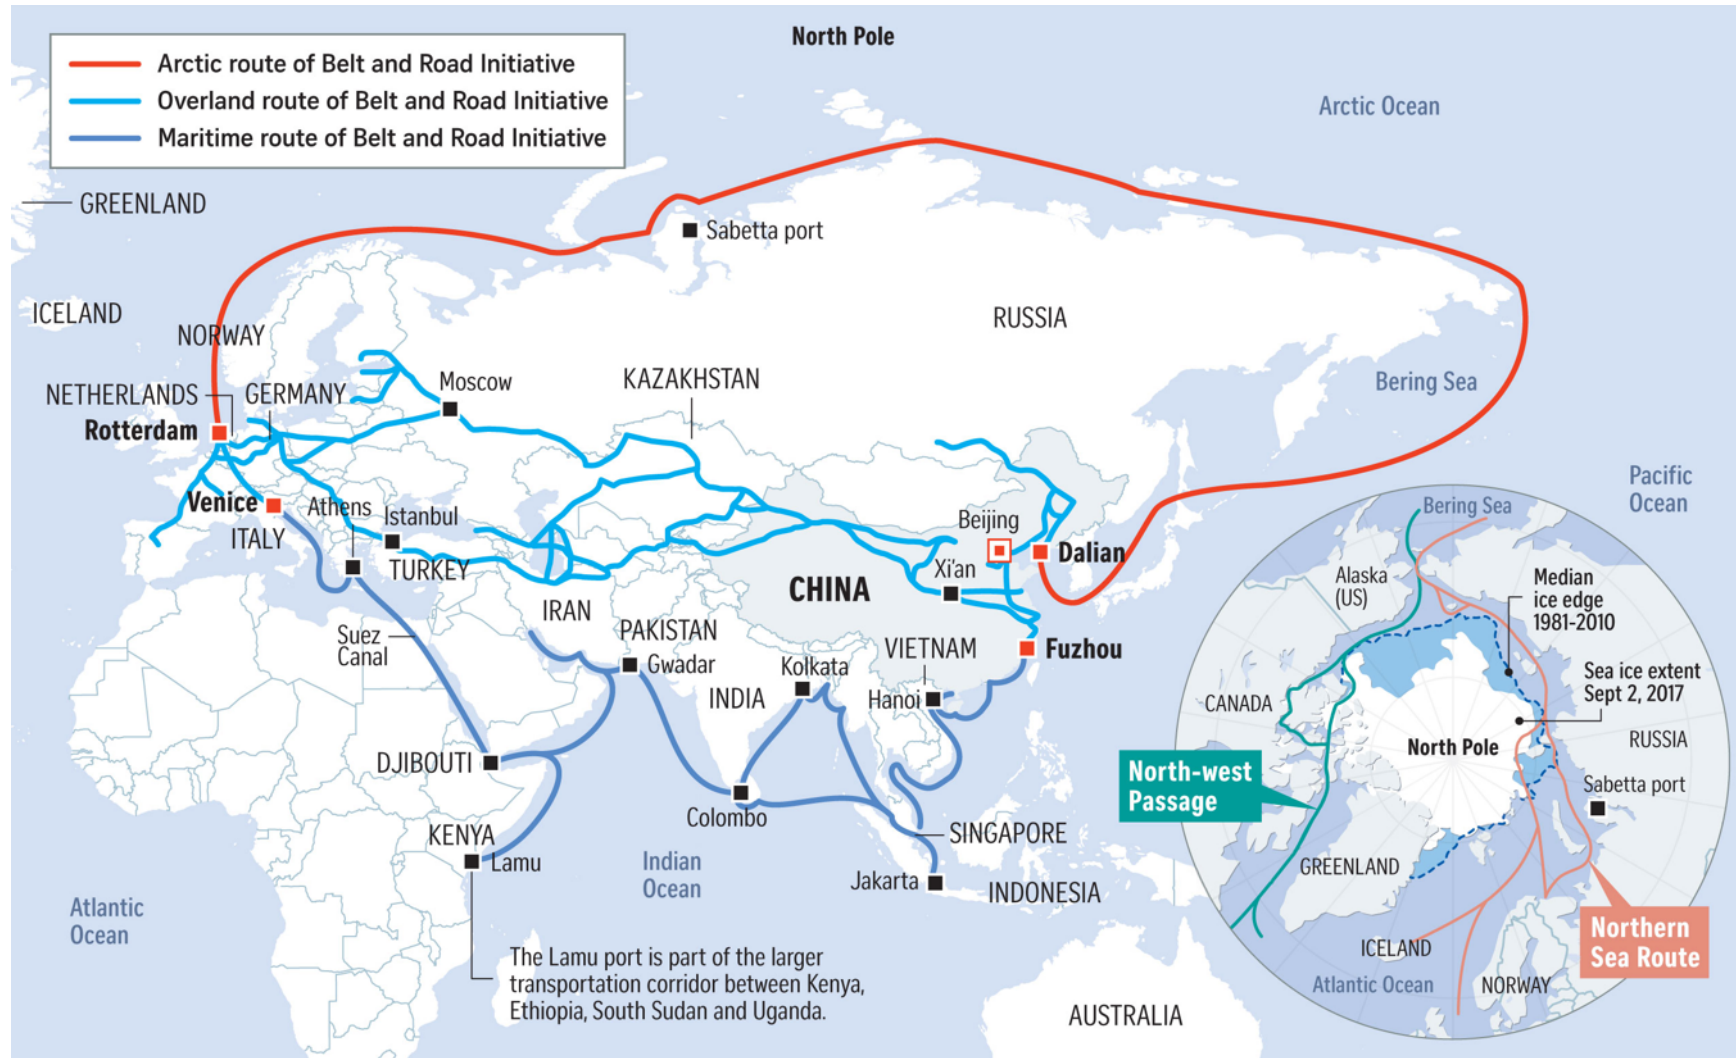 North Pole
Arctic route of Belt and Road Initiative
Overland route of Belt and Road Initiative
Maritime route of Belt and Road Initiative
Arctic Ocean
GREENLAND
Sabetta port
ICELAND
NORWAY
RUSSIA
Bering Sea
NETHERLANDS
GERMANY
Moscow
KAZAKHSTAN
Rotterdam
Pacific
Ocean
Venice
Athens
Istanbul
ITALY
TURKEY
Beijing
Dalian
Xi'an
CHINA
IRAN
Suez
Canal
PAKISTAN
Gwadar
Kolkata
VIETNAM
Fuzhou
INDIA
Hanoi
DJIBOUTI
Colombo
KENYA
Lamu
SINGAPORE
Indian
Ocean
Jakarta
INDONESIA
Atlantic
Ocean
The Lamu port is part of the larger
transportation corridor between Kenya,
Ethiopia, South Sudan and Uganda.
AUSTRALIA
Bering Sea
Alaska
(US)
Median
ice edge
1981-2010
Sea ice extent
Sept 2, 2017
CANADA
RUSSIA
North Pole
North-west
Passage
Sabetta port
GREENLAND
Northern
Sea Route
ICELAND
Atlantic Ocean
NORWAY